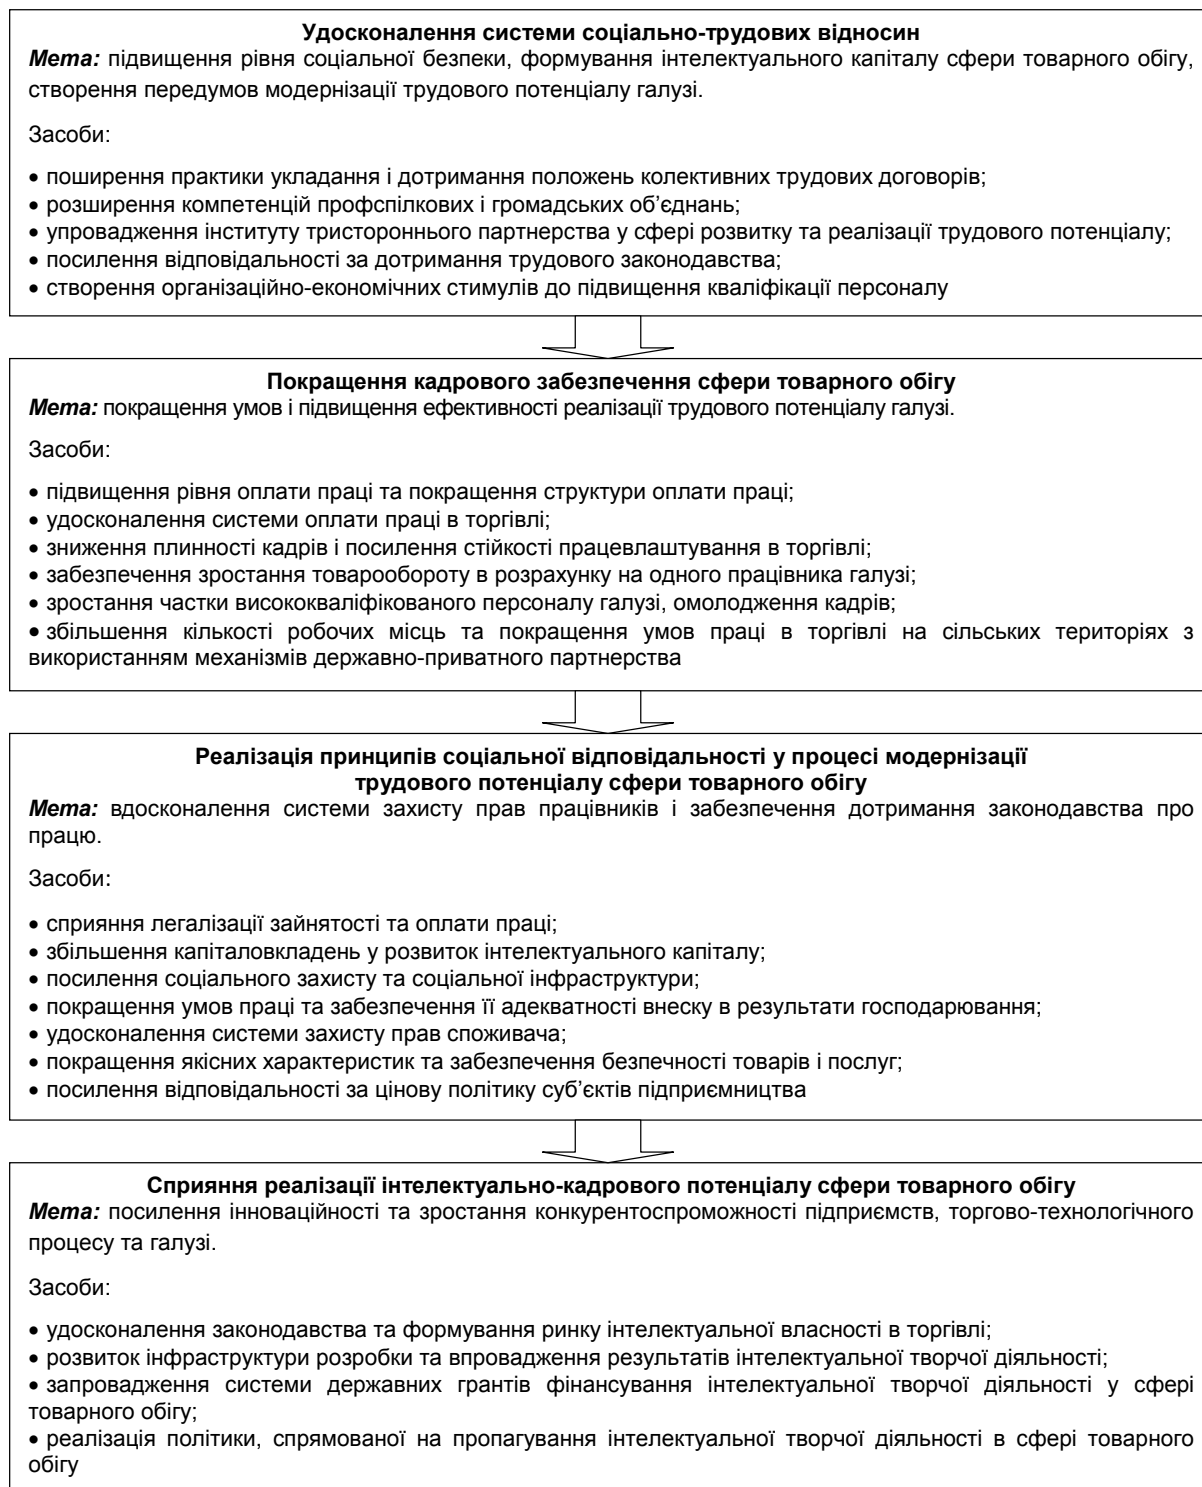 Удосконалення системи соціально-трудових відносин
Мета: підвищення рівня соціальної безпеки, формування інтелектуального капіталу сфери товарного обігу,
створення передумов модернізації трудового потенціалу галузі.
Засоби:
• поширення практики укладання і дотримання положень колективних трудових договорів;
• розширення компетенцій профспілкових і громадських об’єднань;
• упровадження інституту тристороннього партнерства у сфері розвитку та реалізації трудового потенціалу;
• посилення відповідальності за дотримання трудового законодавства;
• створення організаційно-економічних стимулів до підвищення кваліфікації персоналу
Покращення кадрового забезпечення сфери товарного обігу
Мета: покращення умов і підвищення ефективності реалізації трудового потенціалу галузі.
Засоби:
• підвищення рівня оплати праці та покращення структури оплати праці;
• удосконалення системи оплати праці в торгівлі;
• зниження плинності кадрів і посилення стійкості працевлаштування в торгівлі;
• забезпечення зростання товарообороту в розрахунку на одного працівника галузі;
• зростання частки висококваліфікованого персоналу галузі, омолодження кадрів;
• збільшення кількості робочих місць та покращення умов праці в торгівлі на сільських територіях з
використанням механізмів державно-приватного партнерства
Реалізація принципів соціальної відповідальності у процесі модернізації
трудового потенціалу сфери товарного обігу
Мета: вдосконалення системи захисту прав працівників і забезпечення дотримання законодавства про
працю.
Засоби:
• сприяння легалізації зайнятості та оплати праці;
• збільшення капіталовкладень у розвиток інтелектуального капіталу;
• посилення соціального захисту та соціальної інфраструктури;
• покращення умов праці та забезпечення її адекватності внеску в результати господарювання;
• удосконалення системи захисту прав споживача;
• покращення якісних характеристик та забезпечення безпечності товарів і послуг;
• посилення відповідальності за цінову політику суб’єктів підприємництва
Сприяння реалізації інтелектуально-кадрового потенціалу сфери товарного обігу
Мета: посилення інноваційності та зростання конкурентоспроможності підприємств, торгово-технологічного
процесу та галузі.
Засоби:
• удосконалення законодавства та формування ринку інтелектуальної власності в торгівлі;
• розвиток інфраструктури розробки та впровадження результатів інтелектуальної творчої діяльності;
• запровадження системи державних грантів фінансування інтелектуальної творчої діяльності у сфері
товарного обігу;
• реалізація політики, спрямованої на пропагування інтелектуальної творчої діяльності в сфері товарного
обігу